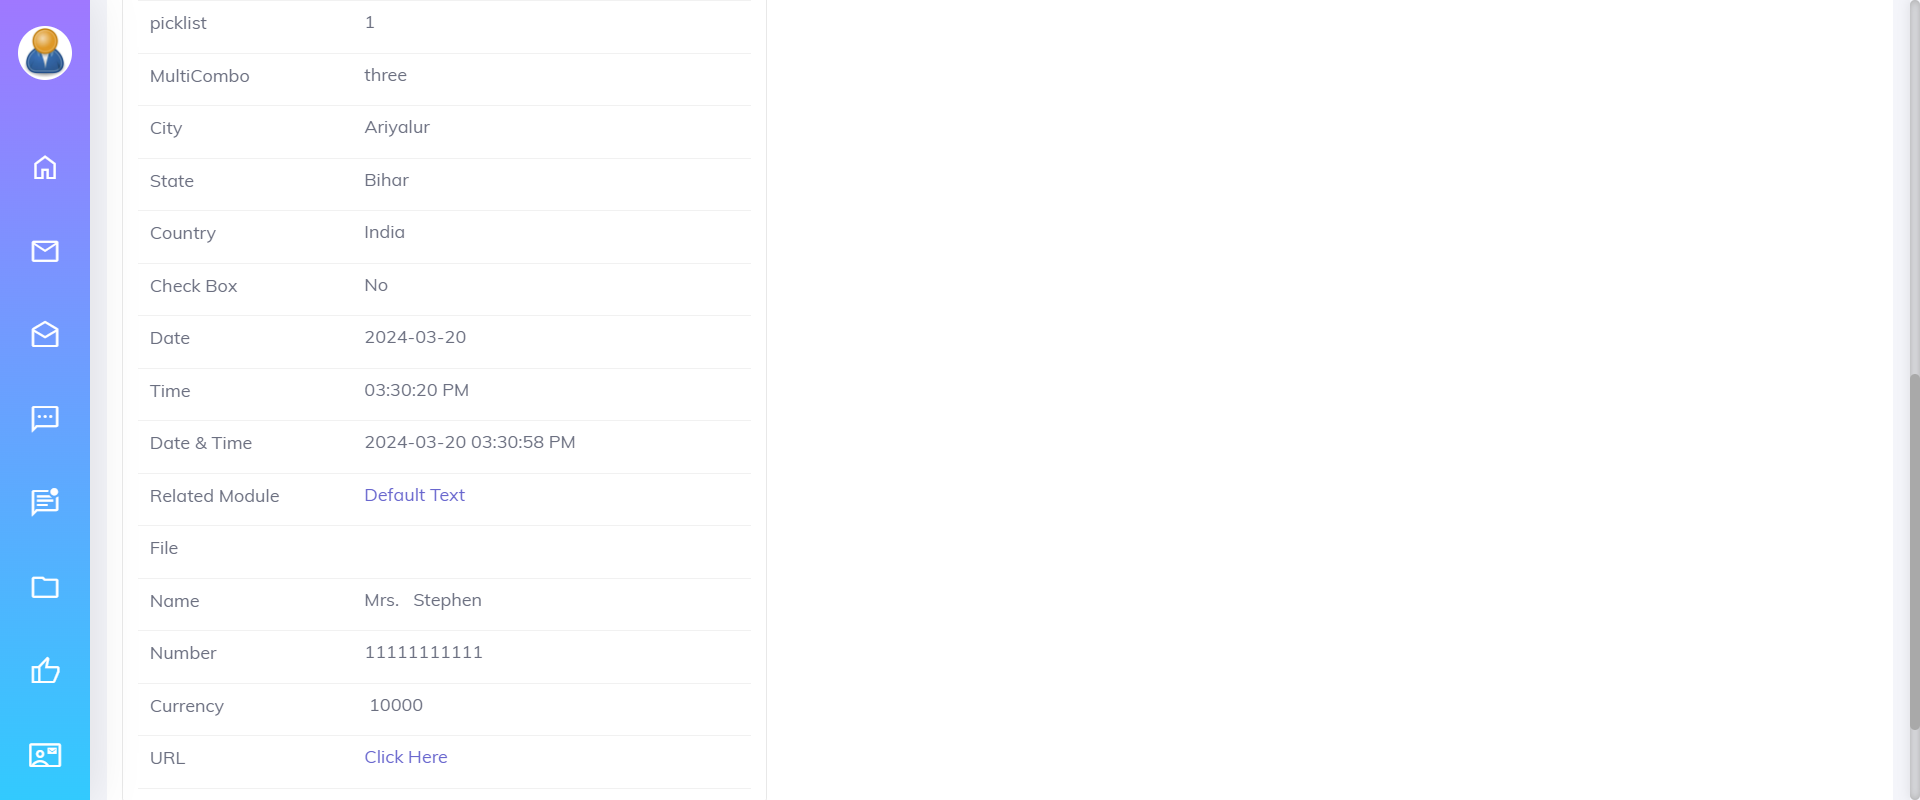 picklist 1
MultiCombo three
City Ariyalur
State Bihar
Country India
Check Box No
Date 2024-03-20
Time 03:30:20 PM
Date & Time 2024-03-20 03:30:58 PM
Related Module Default Text
File
Name Mrs. Stephen
Number 11111111111
Currency 10000
URL Click Here